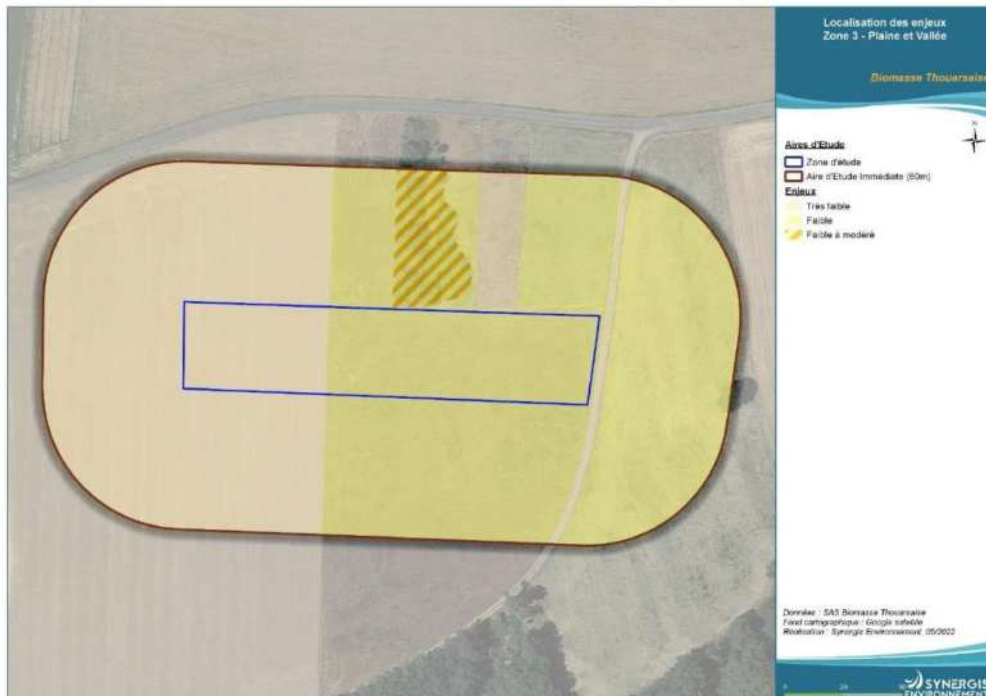 Localisation des enjeux
Zone 3 - Plaine et Vallée
Biomasse Thouarsaise
N
Aires d'Etude
Zone d'étude
Aire d'Etude Immédiate (60m)
Enjeux
Très faible
Faible
Faible à modéré
Données : SAS Biomasse Thouarsaise
Fond cartographique : Google satellite
Réalisation : Synergis Environnement 05/2022
SYNERGIS
ENVIRONNEMENT